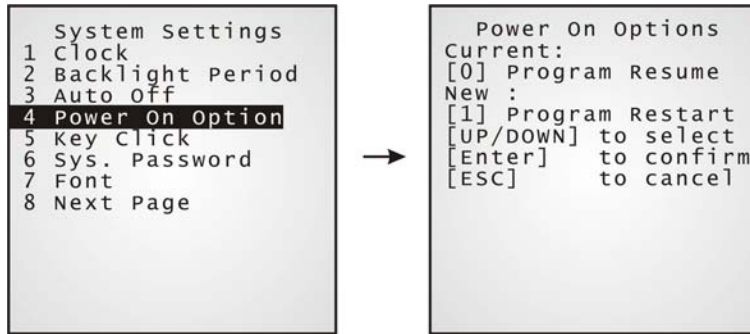 System Settings
1 Clock
2 Backlight Period
3 Auto Off
4 Power On Option
5 Key Click
6 Sys. Password
7 Font
8 Next Page
Power On Options
Current:
[0] Program Resume
New :
[1] Program Restart
[UP/DOWN] to select
[Enter] to confirm
[ESC] to cancel